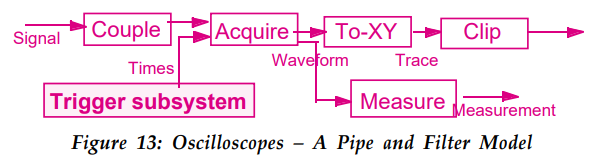 Signal
Couple
Acquire
To-XY
Clip
Times
Waveform
Trace
Trigger subsystem
Measure
Measurement
Figure 13: Oscilloscopes – A Pipe and Filter Model